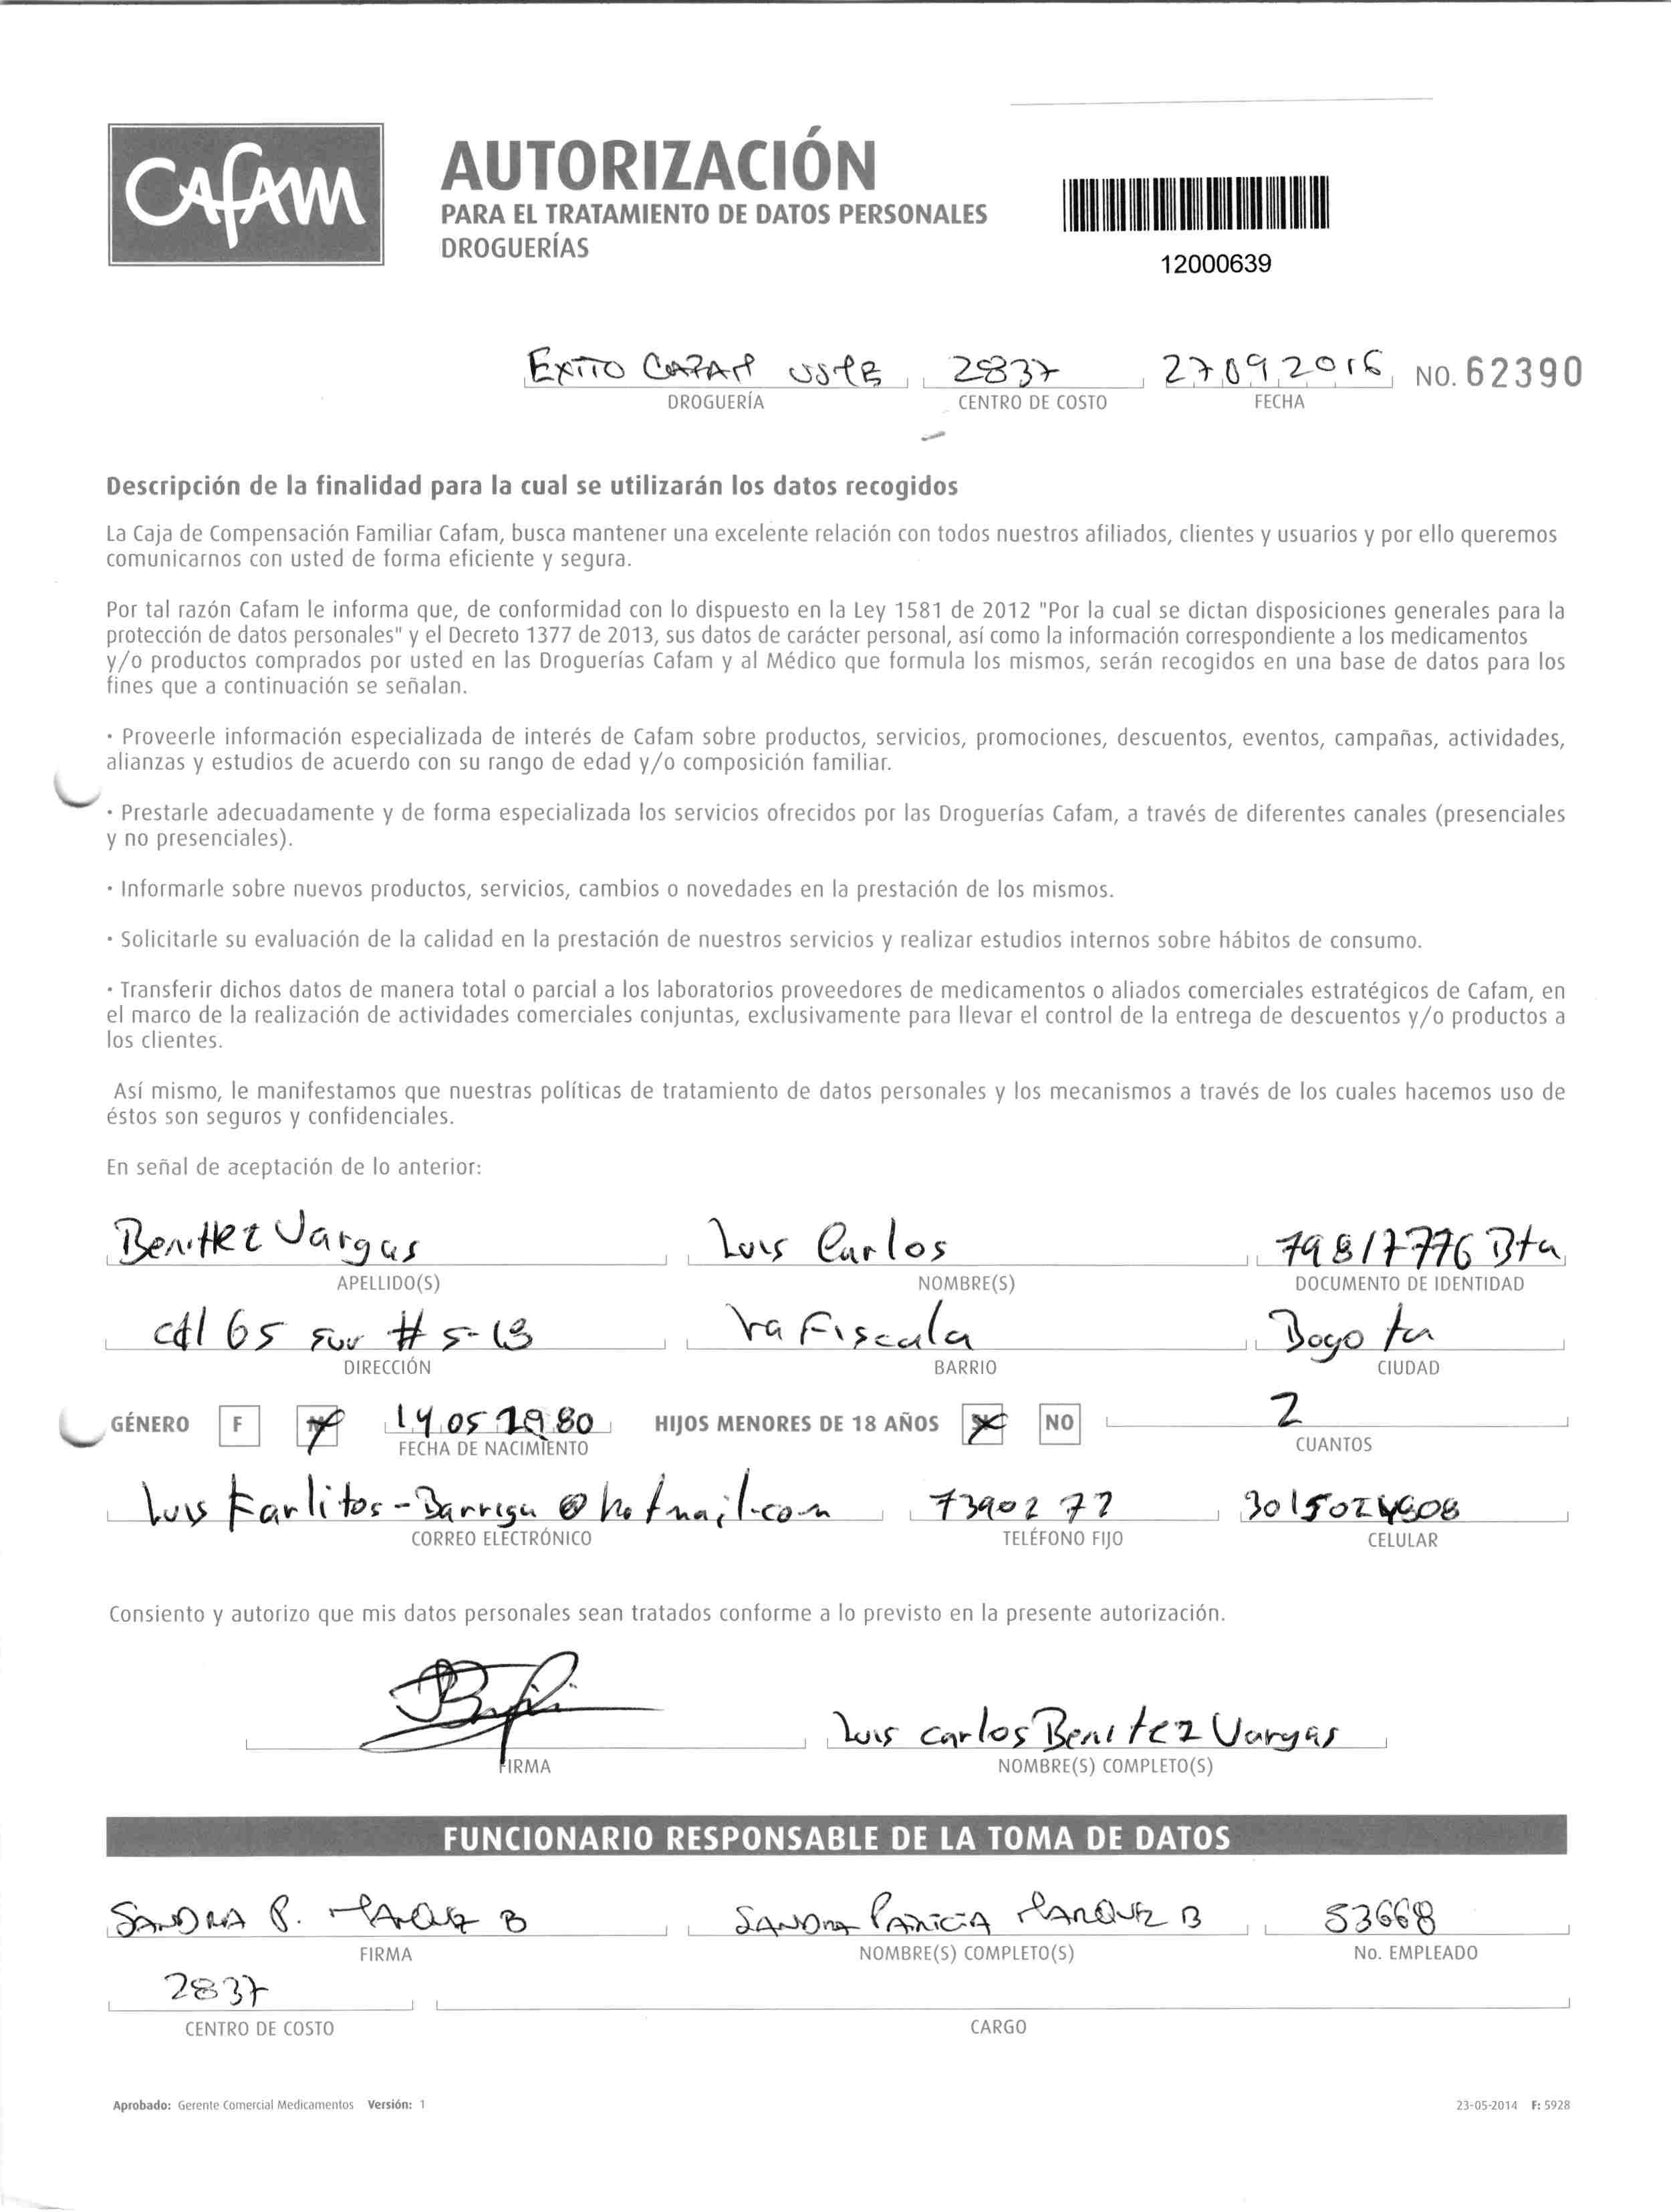 CAFAM
AUTORIZACIÓN
PARA EL TRATAMIENTO DE DATOS PERSONALES
DROGUERÍAS
12000639
EXITO CAFAM USME 2837 27 09 2016 NO. 62390
DROGUERÍA CENTRO DE COSTO FECHA
Descripción de la finalidad para la cual se utilizarán los datos recogidos
La Caja de Compensación Familiar Cafam, busca mantener una excelente relación con todos nuestros afiliados, clientes y usuarios y por ello queremos
comunicarnos con usted de forma eficiente y segura.
Por tal razón Cafam le informa que, de conformidad con lo dispuesto en la Ley 1581 de 2012 "Por la cual se dictan disposiciones generales para la
protección de datos personales" y el Decreto 1377 de 2013, sus datos de carácter personal, así como la información correspondiente a los medicamentos
y/o productos comprados por usted en las Droguerías Cafam y al Médico que formula los mismos, serán recogidos en una base de datos para los
fines que a continuación se señalan.
· Proveerle información especializada de interés de Cafam sobre productos, servicios, promociones, descuentos, eventos, campañas, actividades,
alianzas y estudios de acuerdo con su rango de edad y/o composición familiar.
· Prestarle adecuadamente y de forma especializada los servicios ofrecidos por las Droguerías Cafam, a través de diferentes canales (presenciales
y no presenciales).
· Informarle sobre nuevos productos, servicios, cambios o novedades en la prestación de los mismos.
· Solicitarle su evaluación de la calidad en la prestación de nuestros servicios y realizar estudios internos sobre hábitos de consumo.
· Transferir dichos datos de manera total o parcial a los laboratorios proveedores de medicamentos o aliados comerciales estratégicos de Cafam, en
el marco de la realización de actividades comerciales conjuntas, exclusivamente para llevar el control de la entrega de descuentos y/o productos a
los clientes.
Así mismo, le manifestamos que nuestras políticas de tratamiento de datos personales y los mecanismos a través de los cuales hacemos uso de
éstos son seguros y confidenciales.
En señal de aceptación de lo anterior:
Benitez Vargas Luis Carlos 79817776 Bta
APELLIDO(S) NOMBRE(S) DOCUMENTO DE IDENTIDAD
cll 65 sur # 5-13 La Fiscala Bogota
DIRECCIÓN BARRIO CIUDAD
GÉNERO F M 14 05 1980 HIJOS MENORES DE 18 AÑOS SI NO 2
FECHA DE NACIMIENTO CUANTOS
Luis Karlitos-Barriga@hotmail.com 7390277
CORREO ELECTRÓNICO TELÉFONO FIJO CELULAR
Consiento y autorizo que mis datos personales sean tratados conforme a lo previsto en la presente autorización.
Luis carlos Benitez Vargas
FIRMA NOMBRE(S) COMPLETO(S)
FUNCIONARIO RESPONSABLE DE LA TOMA DE DATOS
SANDRA P. MARQUEZ B SANDRA PATRICIA MARQUEZ B 53668
FIRMA NOMBRE(S) COMPLETO(S) No. EMPLEADO
2837
CENTRO DE COSTO CARGO
Aprobado: Gerente Comercial Medicamentos Versión: 1 23-05-2014 F: 5928